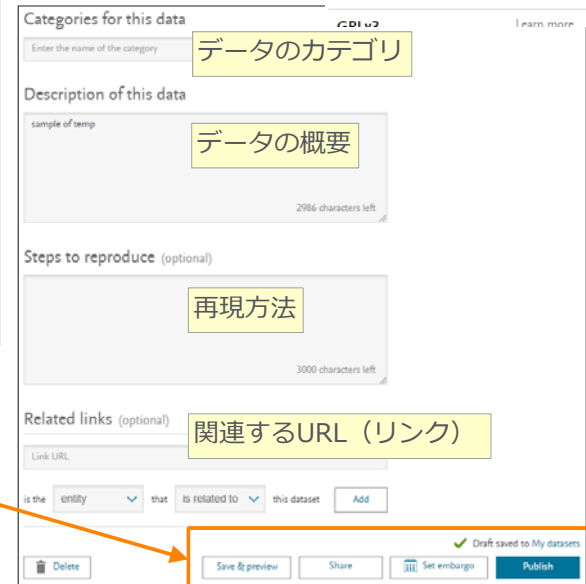 Categories for this data
GPLv3
Learn more
Enter the name of the category
データのカテゴリ
Description of this data
sample of temp
データの概要
2986 characters left
Steps to reproduce (optional)
再現方法
3000 characters left
Related links (optional)
関連するURL（リンク）
Link URL
is the entity that is related to this dataset Add
Draft saved to My datasets
Delete Save & preview Share Set embargo Publish